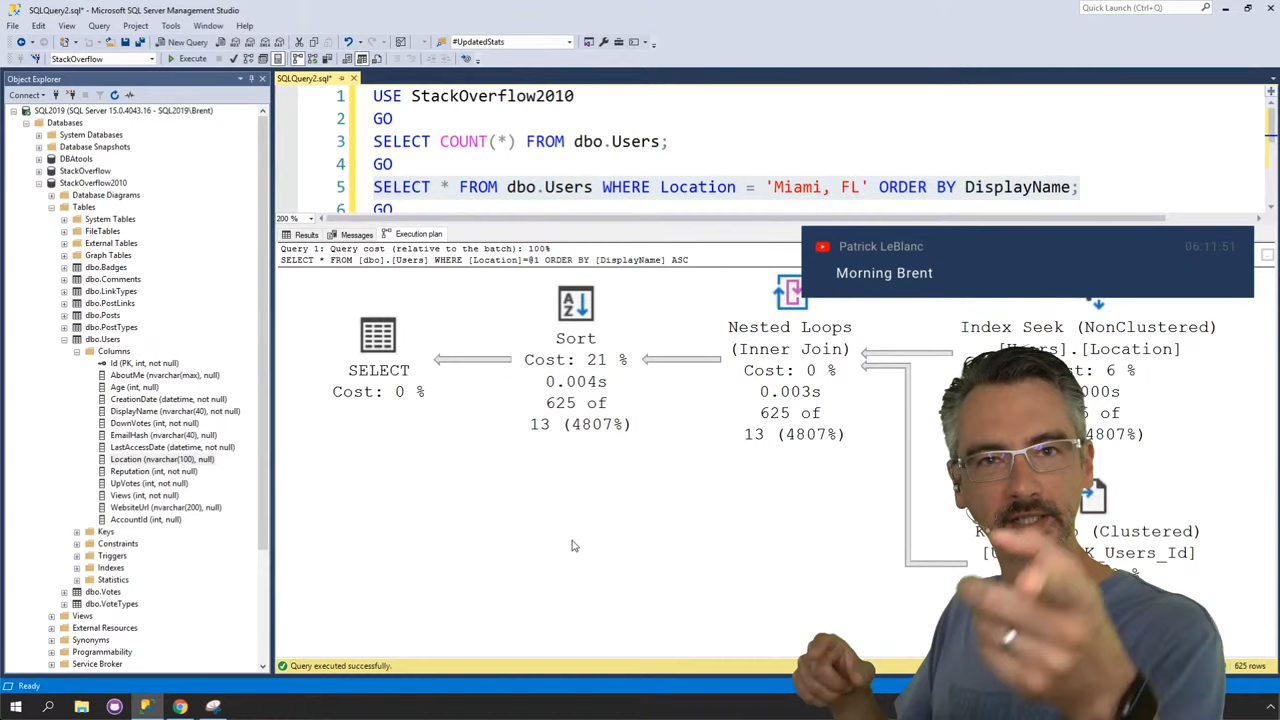 SQLQuery2.sql* - Microsoft SQL Server Management Studio
Quick Launch (Ctrl+Q)
File Edit View Query Project Tools Window Help
New Query
#UpdatedStats
StackOverflow
Execute
Object Explorer
SQLQuery2.sql*
Connect
SQL2019 (SQL Server 15.0.4043.16 - SQL2019\Brent)
Databases
System Databases
Database Snapshots
DBAtools
StackOverflow
StackOverflow2010
Database Diagrams
Tables
System Tables
FileTables
External Tables
Graph Tables
dbo.Badges
dbo.Comments
dbo.LinkTypes
dbo.PostLinks
dbo.Posts
dbo.PostTypes
dbo.Users
Columns
Id (PK, int, not null)
AboutMe (nvarchar(max), null)
Age (int, null)
CreationDate (datetime, not null)
DisplayName (nvarchar(40), not null)
DownVotes (int, not null)
EmailHash (nvarchar(40), null)
LastAccessDate (datetime, not null)
Location (nvarchar(100), null)
Reputation (int, not null)
UpVotes (int, not null)
Views (int, not null)
WebsiteUrl (nvarchar(200), null)
AccountId (int, null)
Keys
Constraints
Triggers
Indexes
Statistics
dbo.Votes
dbo.VoteTypes
Views
External Resources
Synonyms
Programmability
Service Broker
1 USE StackOverflow2010
2 GO
3 SELECT COUNT(*) FROM dbo.Users;
4 GO
5 SELECT * FROM dbo.Users WHERE Location = 'Miami, FL' ORDER BY DisplayName;
6 GO
200 %
Results Messages Execution plan
Query 1: Query cost (relative to the batch): 100%
SELECT * FROM [dbo].[Users] WHERE [Location]=@1 ORDER BY [DisplayName] ASC
Patrick LeBlanc 06:11:51
Morning Brent
SELECT
Cost: 0 %
Sort
Cost: 21 %
0.004s
625 of
13 (4807%)
Nested Loops
(Inner Join)
Cost: 0 %
0.003s
625 of
13 (4807%)
Index Seek (NonClustered)
[Users].[Location]
6 %
4807%)
(Clustered)
Users_Id]
%
Query executed successfully.
625 rows
Ready